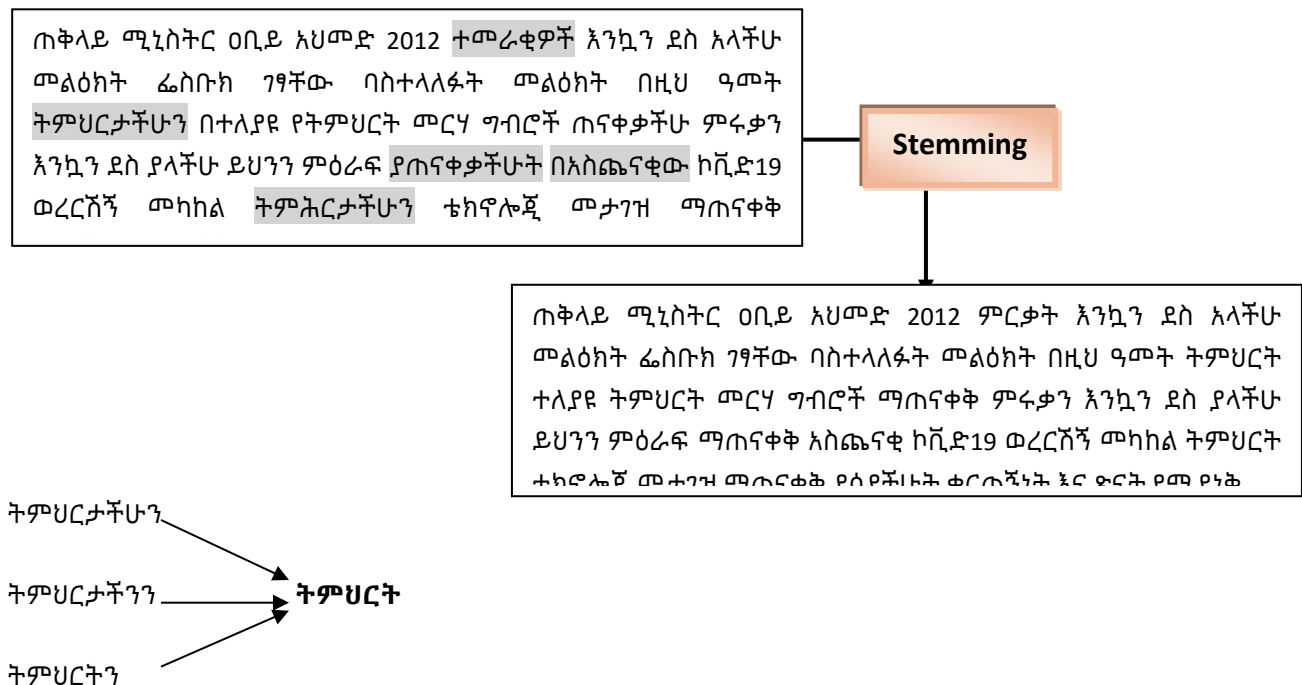 ጠቅላይ ሚኒስትር ዐቢይ አህመድ 2012 ተመራቂዎች እንኳን ደስ አላችሁ
መልዕክት ፌስቡክ ገፃቸው ባስተላለፉት መልዕክት በዚህ ዓመት
ትምህርታችሁን በተለያዩ የትምህርት መርሃ ግብሮች ጠናቀቃችሁ ምሩቃን
እንኳን ደስ ያላችሁ ይህንን ምዕራፍ ያጠናቀቃችሁት በአስጨናቂው ኮቪድ19
ወረርሽኝ መካከል ትምሕርታችሁን ቴክኖሎጂ መታገዝ ማጠናቀቅ
Stemming
ጠቅላይ ሚኒስትር ዐቢይ አህመድ 2012 ምርቃት እንኳን ደስ አላችሁ
መልዕክት ፌስቡክ ገፃቸው ባስተላለፉት መልዕክት በዚህ ዓመት ትምህርት
ተለያዩ ትምህርት መርሃ ግብሮች ማጠናቀቅ ምሩቃን እንኳን ደስ ያላችሁ
ይህንን ምዕራፍ ማጠናቀቅ አስጨናቂ ኮቪድ19 ወረርሽኝ መካከል ትምህርት
መታገዝ ማጠናቀቅ
ትምህርታችሁን
ትምህርታችንን
ትምህርት
ትምህርትን